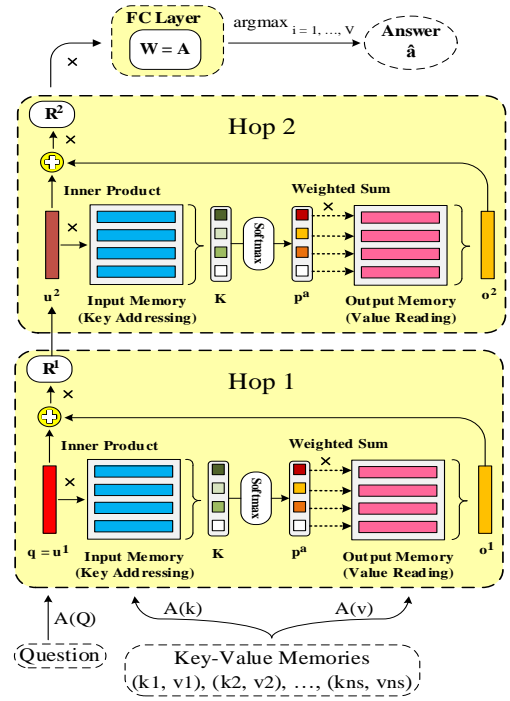 FC Layer
W = A
argmax i = 1, …, V
Answer
â
×
R²
Hop 2
×
Inner Product
Weighted Sum
×
×
Softmax
u²
Input Memory
(Key Addressing)
K
pᵃ
Output Memory
(Value Reading)
o²
R¹
Hop 1
×
Inner Product
Weighted Sum
×
×
Softmax
q = u¹
Input Memory
(Key Addressing)
K
pᵃ
Output Memory
(Value Reading)
o¹
A(Q)
A(k)
A(v)
Question
Key-Value Memories
(k1, v1), (k2, v2), …, (kns, vns)